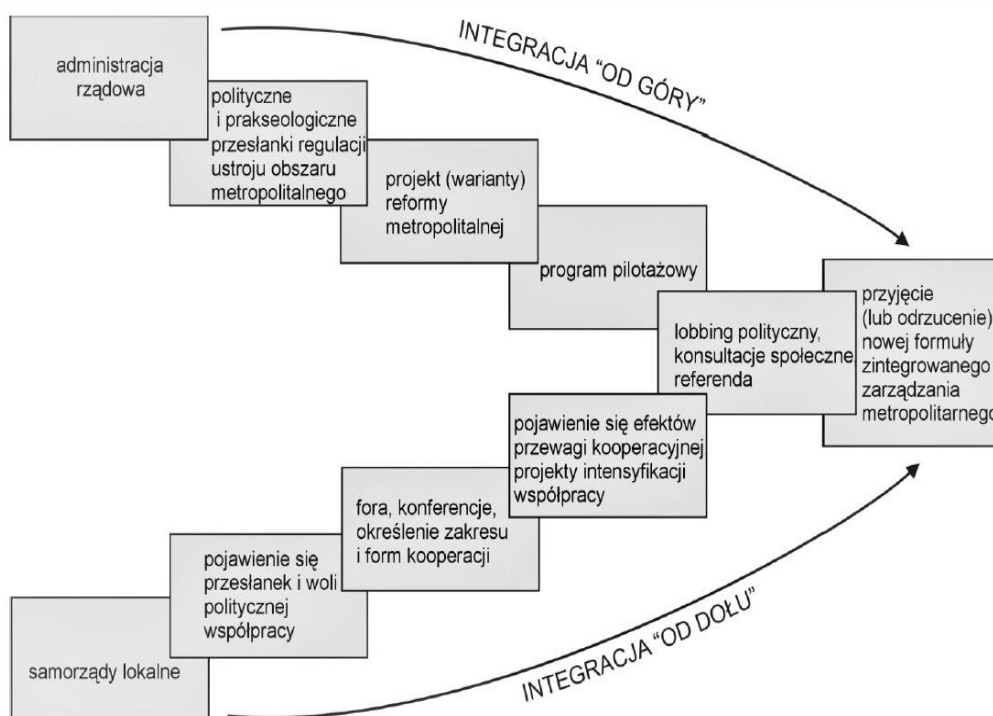 INTEGRACJA "OD GÓRY"
administracja
rządowa
polityczne
i prakseologiczne
przesłanki regulacji
ustroju obszaru
metropolitalnego
projekt (warianty)
reformy
metropolitalnej
program pilotażowy
lobbing polityczny,
konsultacje społeczne
referenda
przyjęcie
(lub odrzucenie)
nowej formuły
zintegrowanego
zarządzania
metropolitarnego
pojawienie się efektów
przewagi kooperacyjnej
projekty intensyfikacji
współpracy
fora, konferencje,
określenie zakresu
i form kooperacji
pojawienie się
przesłanek i woli
politycznej
współpracy
samorządy lokalne
INTEGRACJA "OD DOŁU"